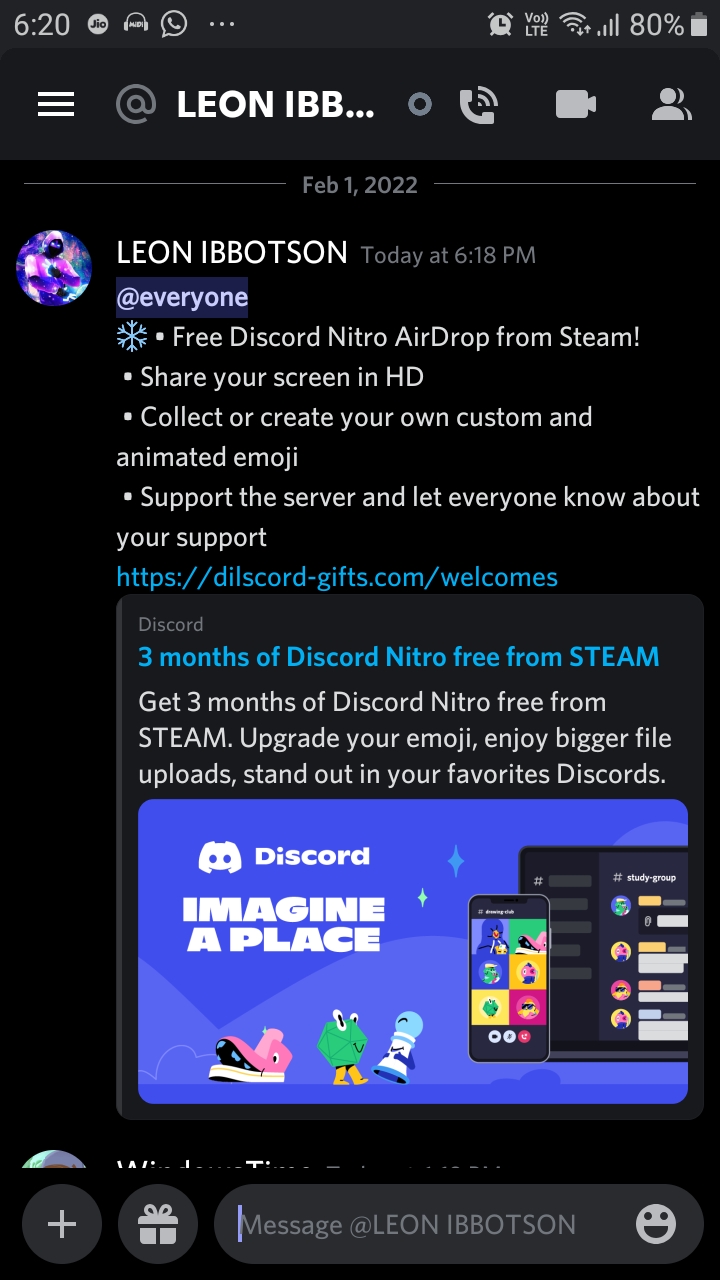 6:20 Jio MIDI ... Vo)) LTE 80%
@ LEON IBB...
Feb 1, 2022
LEON IBBOTSON Today at 6:18 PM
@everyone
• Free Discord Nitro AirDrop from Steam!
• Share your screen in HD
• Collect or create your own custom and
animated emoji
• Support the server and let everyone know about
your support
https://dilscord-gifts.com/welcomes
Discord
3 months of Discord Nitro free from STEAM
Get 3 months of Discord Nitro free from
STEAM. Upgrade your emoji, enjoy bigger file
uploads, stand out in your favorites Discords.
Discord
IMAGINE
A PLACE
# study-group
#
# drawing-club
Message @LEON IBBOTSON